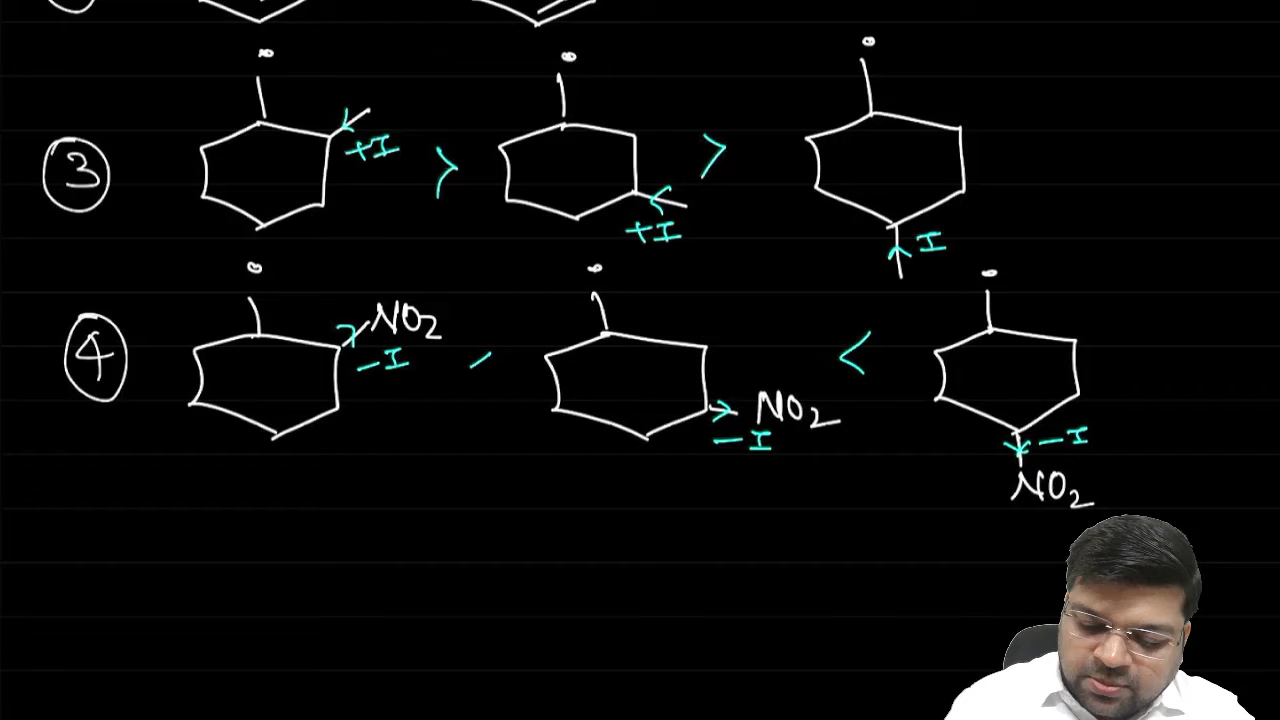 ③ +I > +I > I
④ NO2 -I NO2 -I < -I NO2